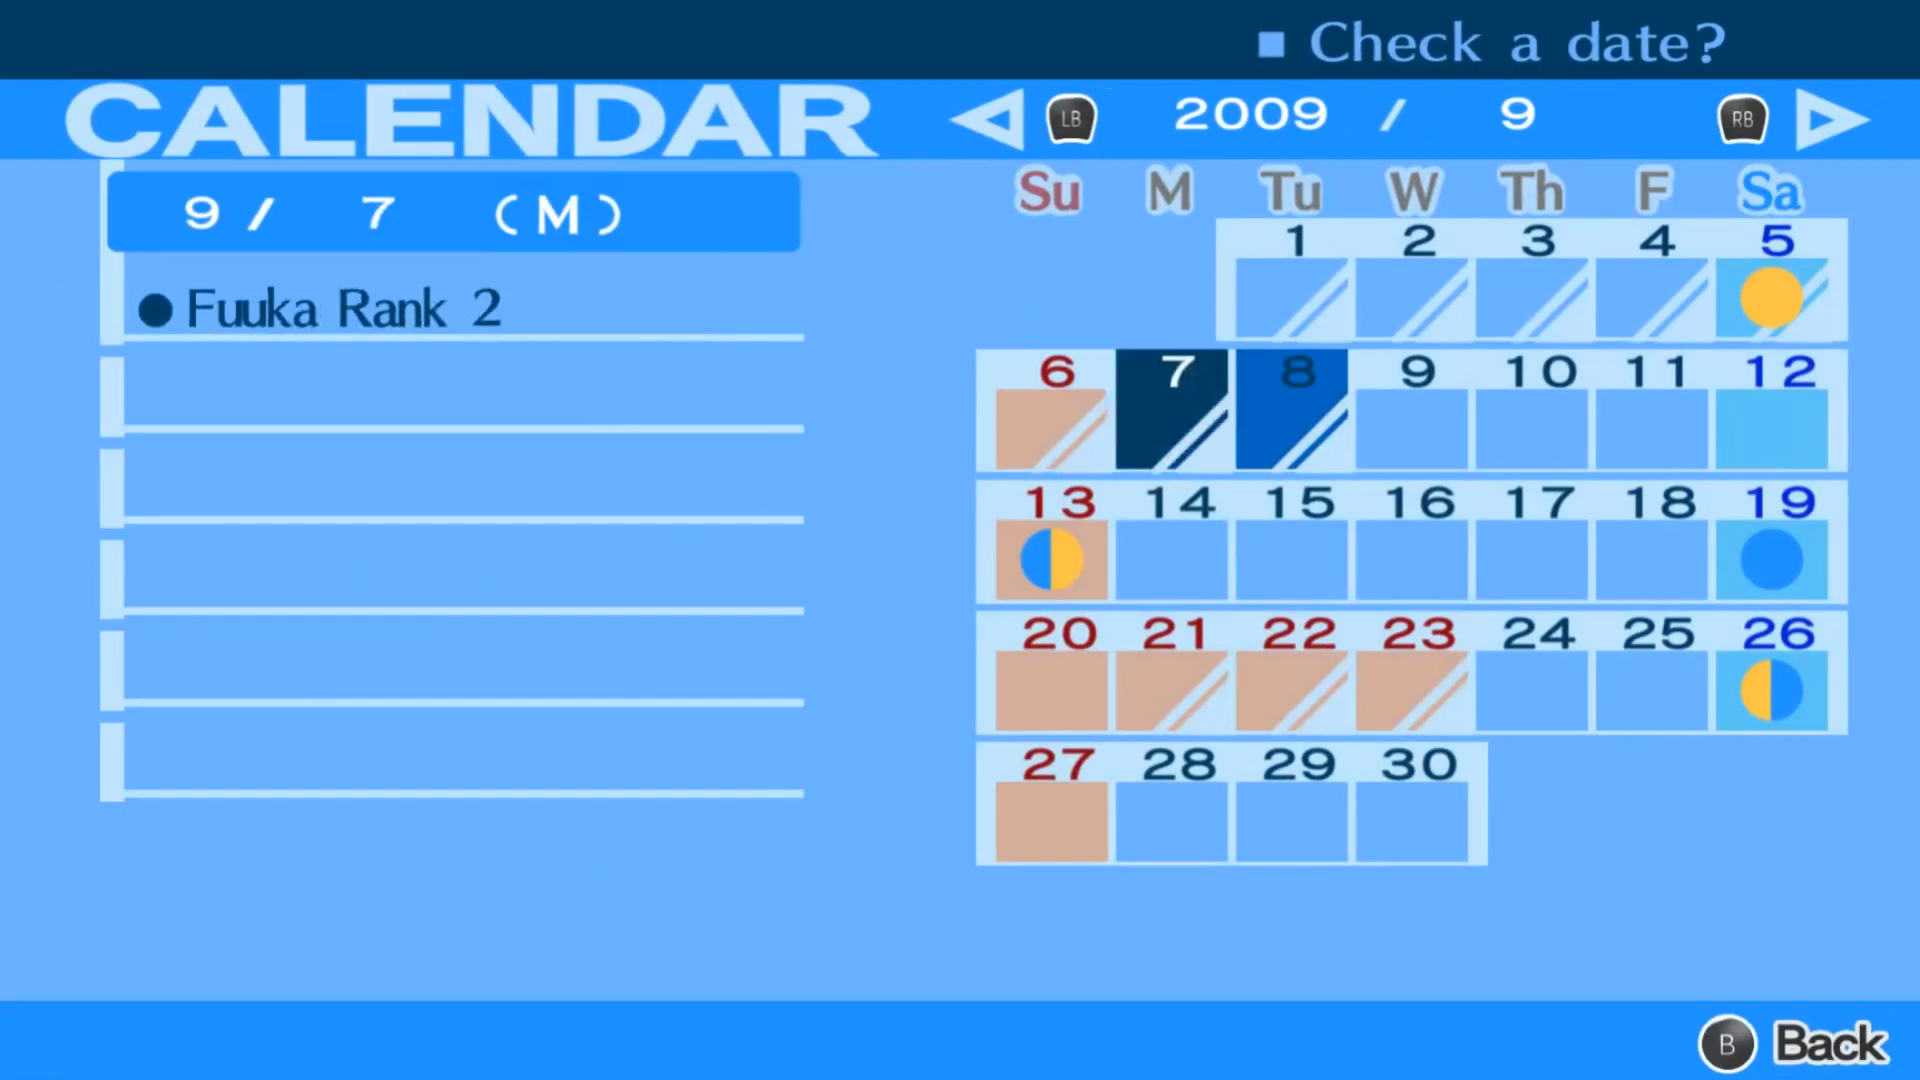 ■ Check a date?
CALENDAR
LB 2009 / 9 RB
9 / 7 (M)
● Fuuka Rank 2
Su M Tu W Th F Sa
1 2 3 4 5
6 7 8 9 10 11 12
13 14 15 16 17 18 19
20 21 22 23 24 25 26
27 28 29 30
B Back